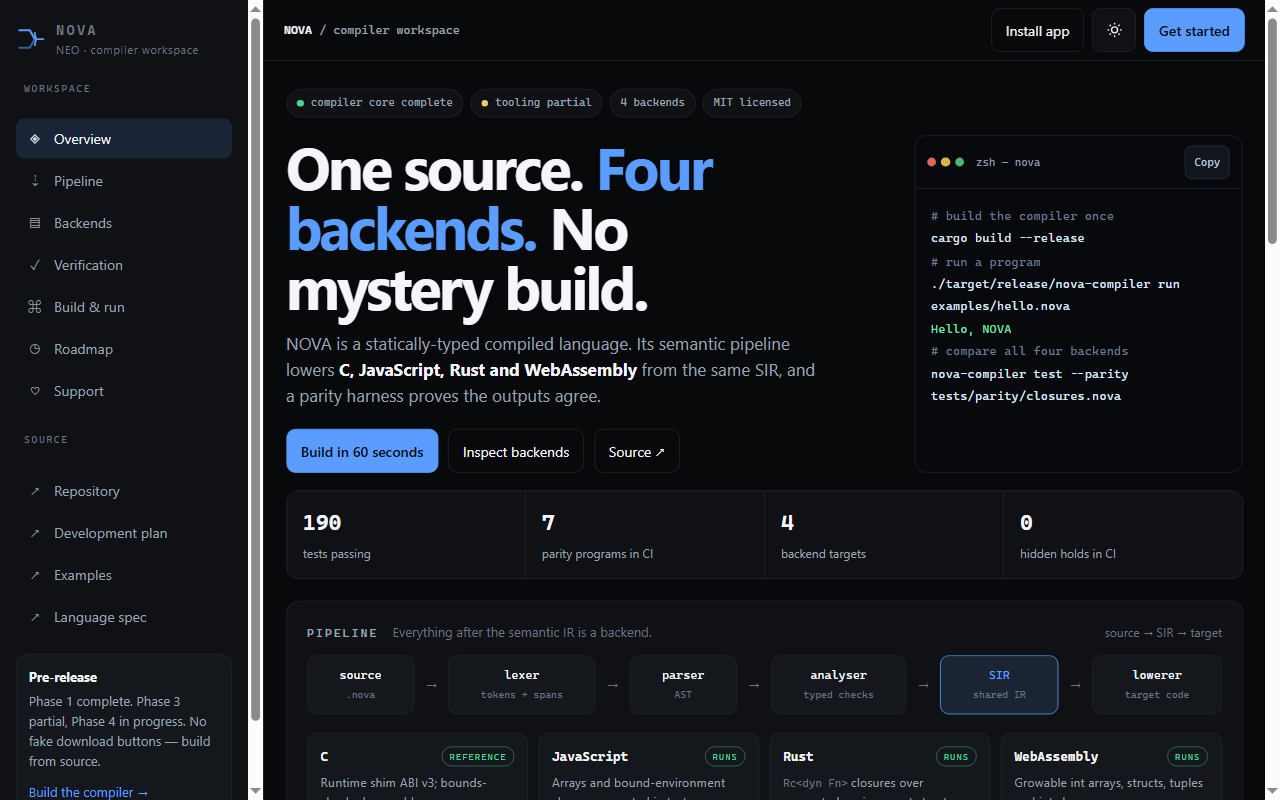 NOVA
NEO · compiler workspace
WORKSPACE
Overview
Pipeline
Backends
Verification
Build & run
Roadmap
Support
SOURCE
↗ Repository
↗ Development plan
↗ Examples
↗ Language spec
Pre-release
Phase 1 complete. Phase 3
partial, Phase 4 in progress. No
fake download buttons — build
from source.
Build the compiler →
NOVA / compiler workspace
Install app
Get started
compiler core complete
tooling partial
4 backends
MIT licensed
One source. Four
backends. No
mystery build.
NOVA is a statically-typed compiled language. Its semantic pipeline
lowers C, JavaScript, Rust and WebAssembly from the same SIR, and
a parity harness proves the outputs agree.
Build in 60 seconds
Inspect backends
Source ↗
zsh — nova
Copy
# build the compiler once
cargo build --release
# run a program
./target/release/nova-compiler run
examples/hello.nova
Hello, NOVA
# compare all four backends
nova-compiler test --parity
tests/parity/closures.nova
190
tests passing
7
parity programs in CI
4
backend targets
0
hidden holds in CI
PIPELINE Everything after the semantic IR is a backend.
source → SIR → target
source
.nova
→
lexer
tokens + spans
→
parser
AST
→
analyser
typed checks
→
SIR
shared IR
→
lowerer
target code
C
REFERENCE
Runtime shim ABI v3; bounds-
JavaScript
RUNS
Arrays and bound-environment
Rust
RUNS
Rc<dyn Fn> closures over
WebAssembly
RUNS
Growable int arrays, structs, tuples